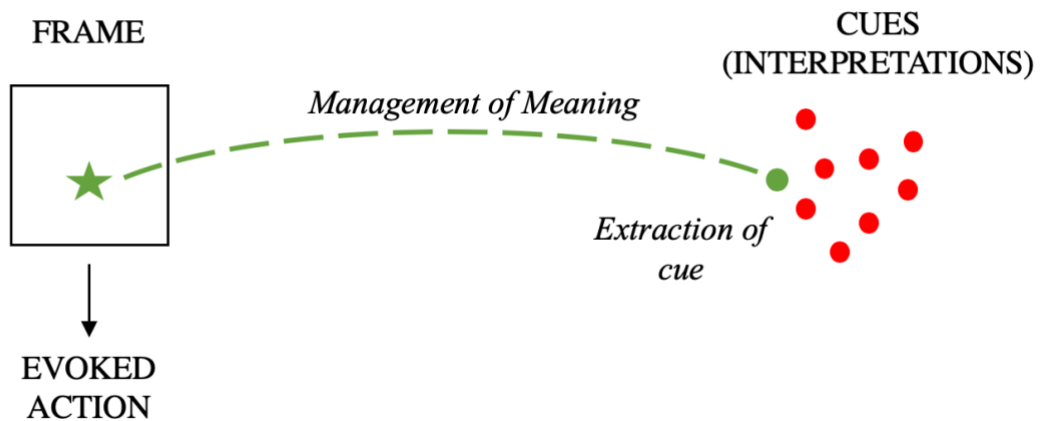 FRAME
CUES
(INTERPRETATIONS)
Management of Meaning
Extraction of
cue
EVOKED
ACTION